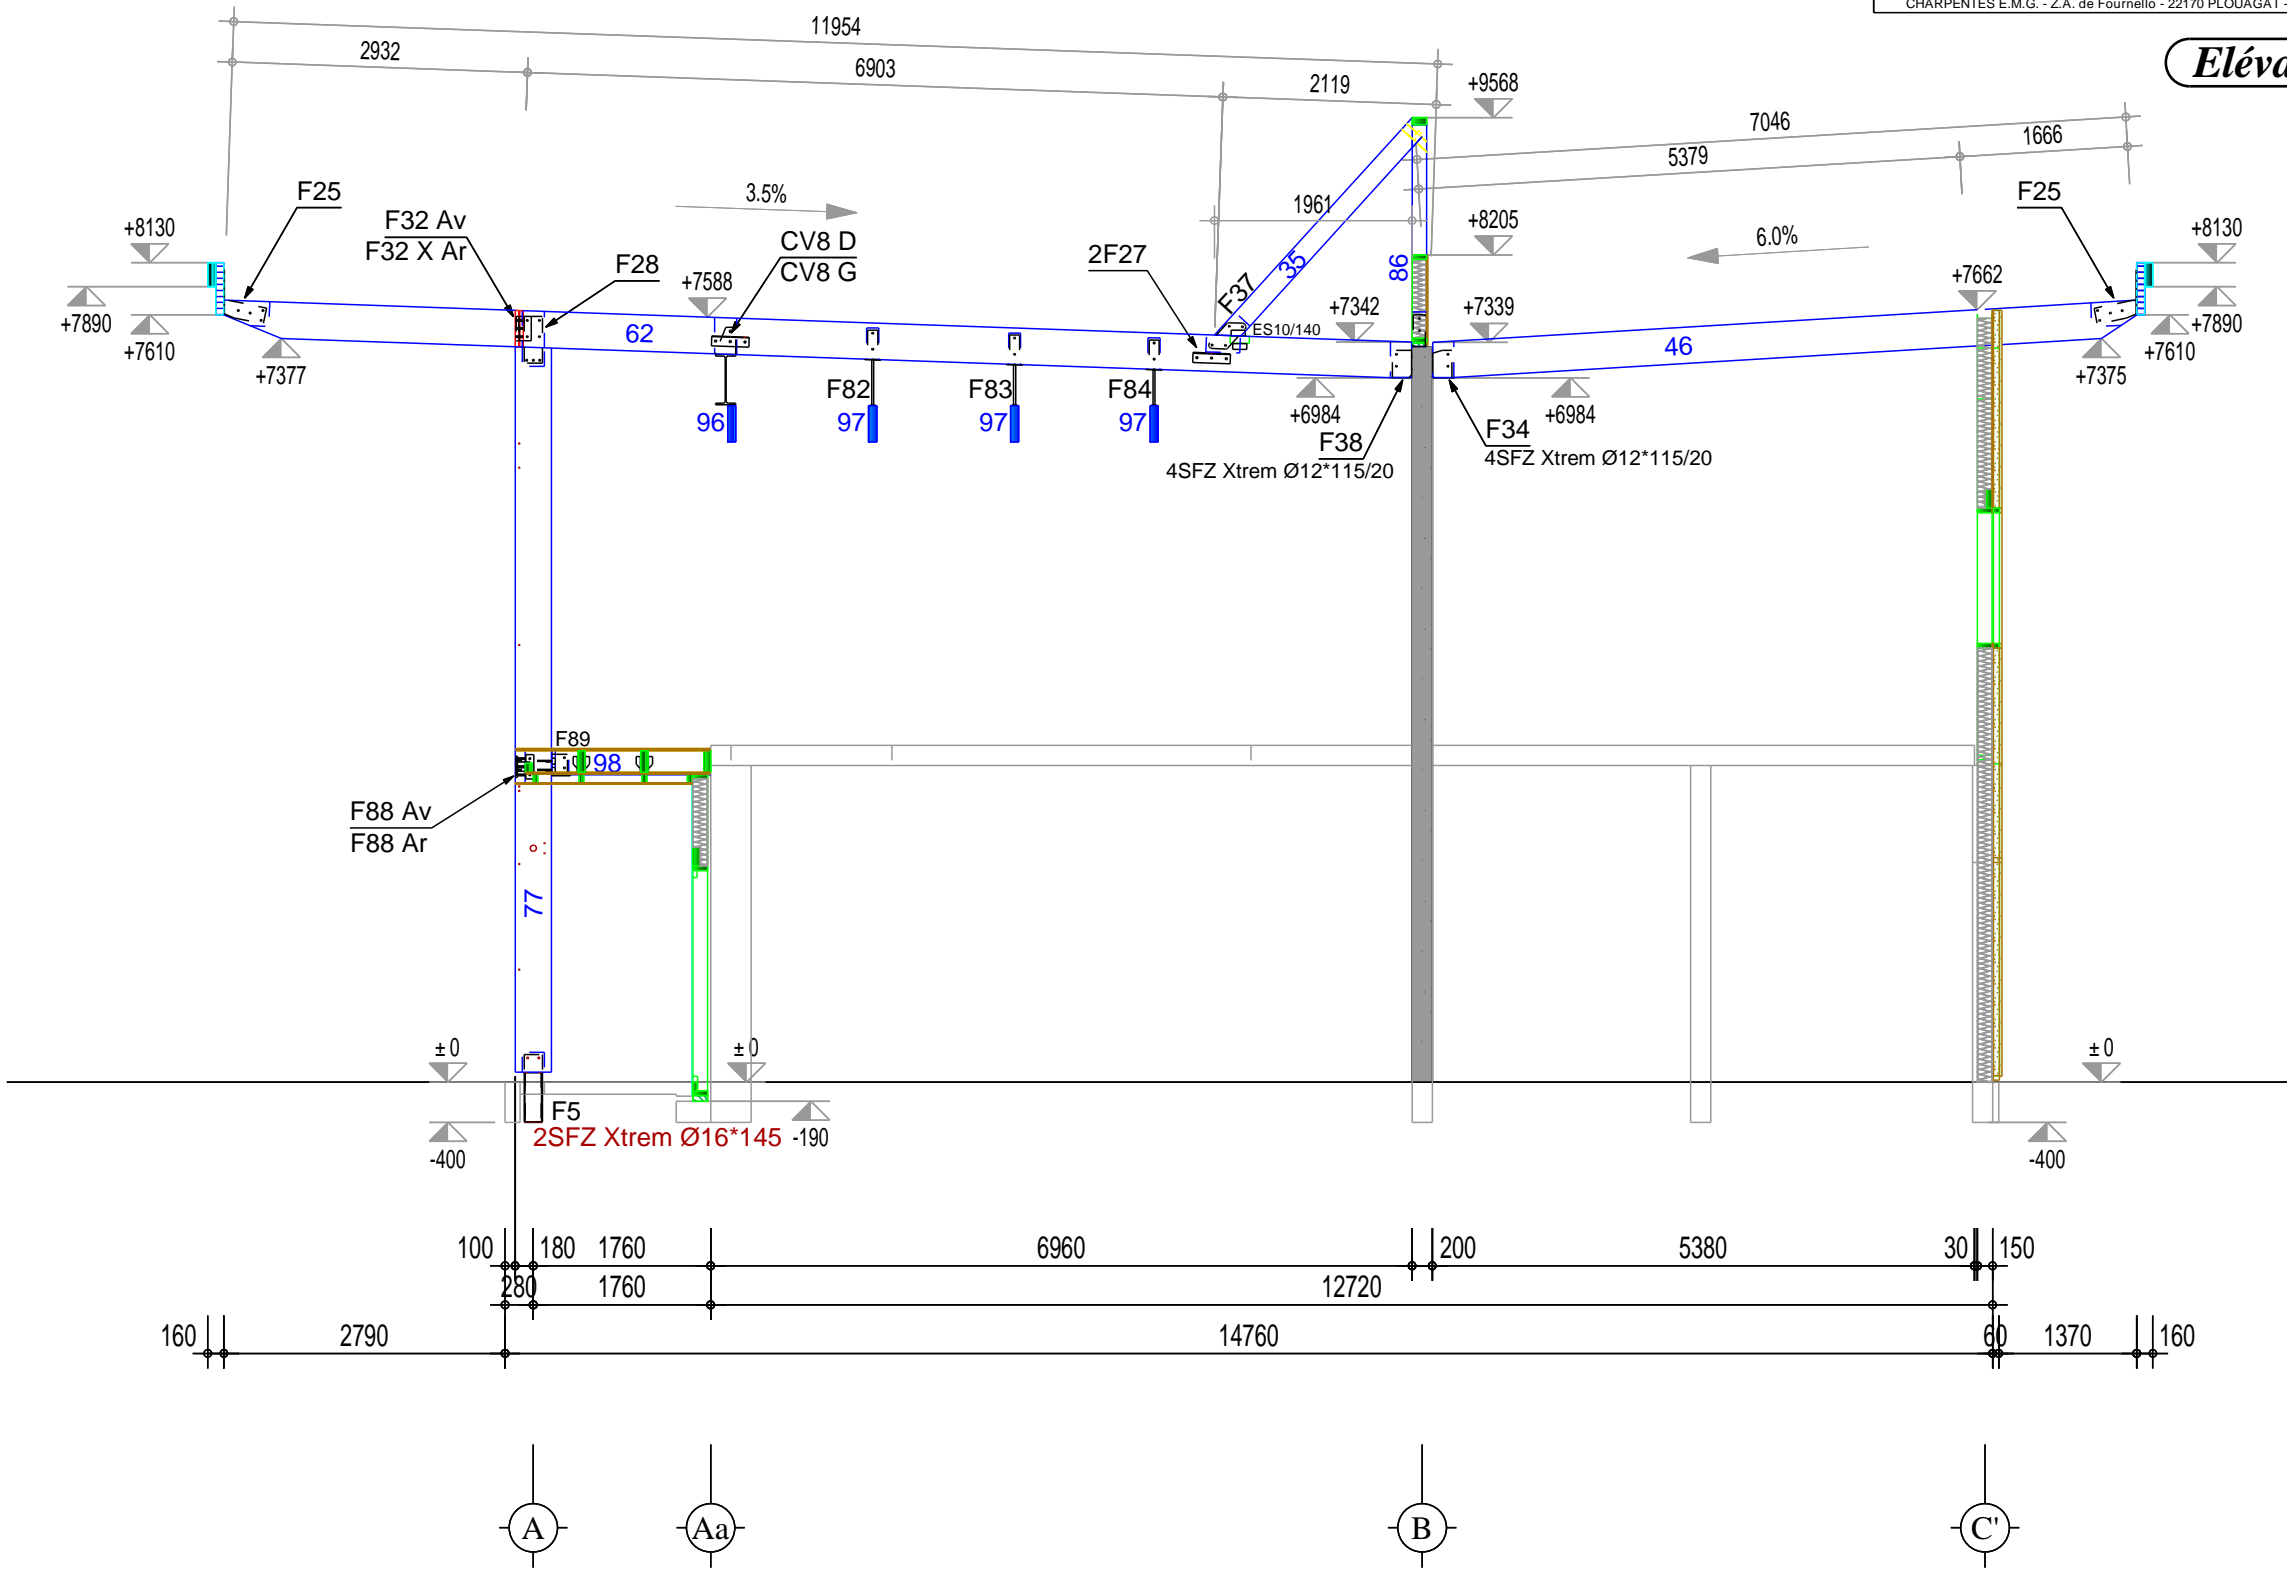 CHARPENTES E.M.G. - Z.A. de Fournello - 22170 PLOUAGAT -
11954
2932
6903
2119
+9568
7046
5379
1666
F25
F32 Av
F32 X Ar
F28
3.5%
CV8 D
CV8 G
2F27
1961
+8205
6.0%
F25
+8130
+8130
+7890
+7610
+7377
62
+7588
F37
35
86
ES10/140
+7342
+7339
46
+7662
+7890
+7610
+7375
96
F82
97
F83
97
F84
97
+6984
F38
4SFZ Xtrem Ø12*115/20
+6984
F34
4SFZ Xtrem Ø12*115/20
F89
98
F88 Av
F88 Ar
77
± 0
± 0
± 0
F5
2SFZ Xtrem Ø16*145
-190
-400
-400
100
180
1760
6960
200
5380
30
150
280
1760
12720
160
2790
14760
60
1370
160
A
Aa
B
C'